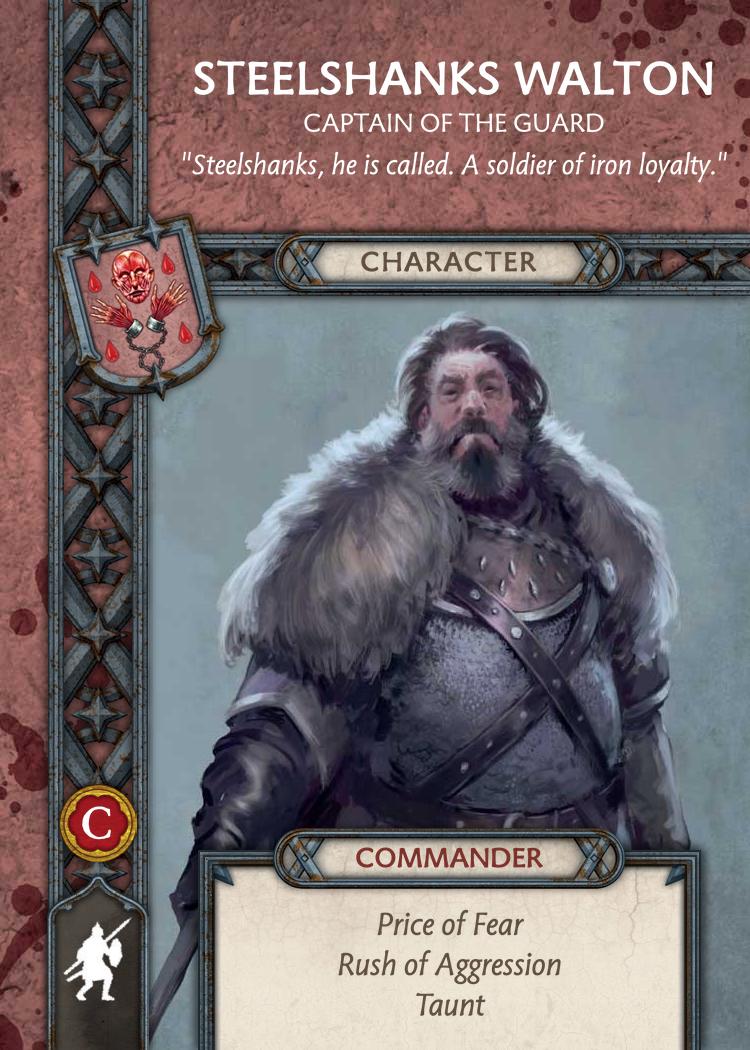 STEELSHANKS WALTON
CAPTAIN OF THE GUARD
"Steelshanks, he is called. A soldier of iron loyalty."
CHARACTER
C
COMMANDER
Price of Fear
Rush of Aggression
Taunt